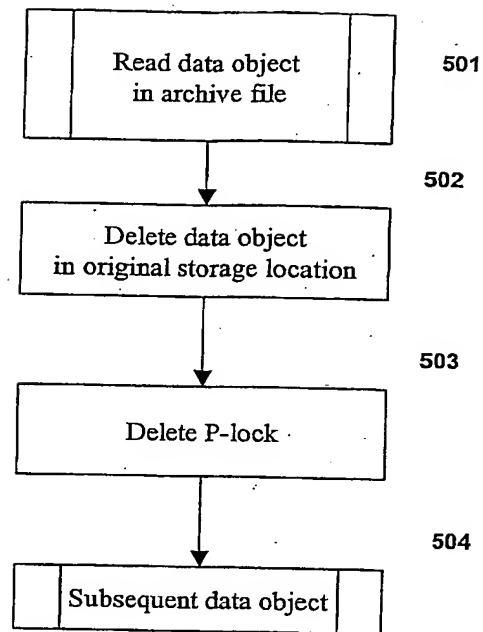 Read data object
in archive file
501
502
Delete data object
in original storage location
503
Delete P-lock
504
Subsequent data object